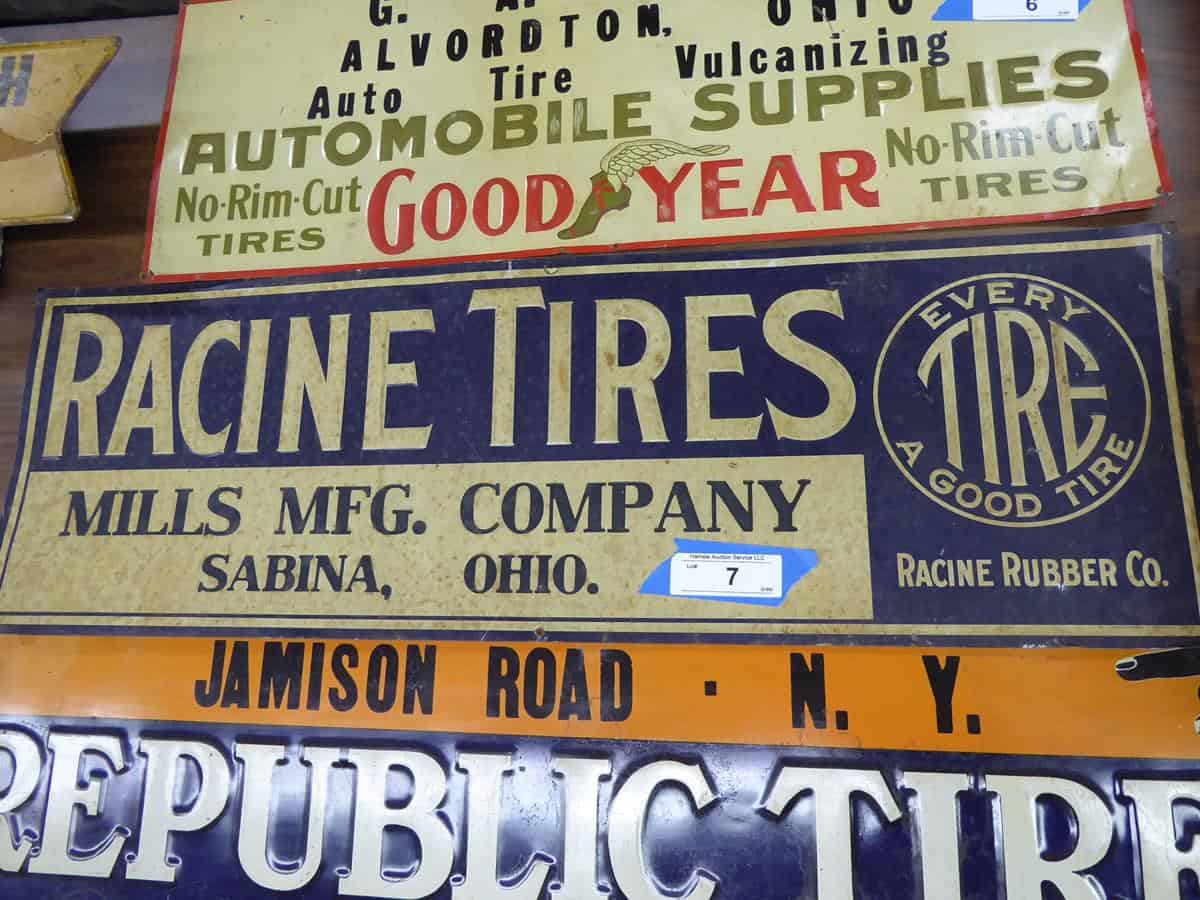 G. A.
ALVORDTON, OHIO
Auto Tire Vulcanizing
AUTOMOBILE SUPPLIES
No-Rim-Cut TIRES
GOOD YEAR
No-Rim-Cut TIRES
6
H
RACINE TIRES
MILLS MFG. COMPANY
SABINA, OHIO.
Lot# 7
EVERY
TIRE
A GOOD TIRE
RACINE RUBBER CO.
JAMISON ROAD · N. Y.
REPUBLIC TIRE